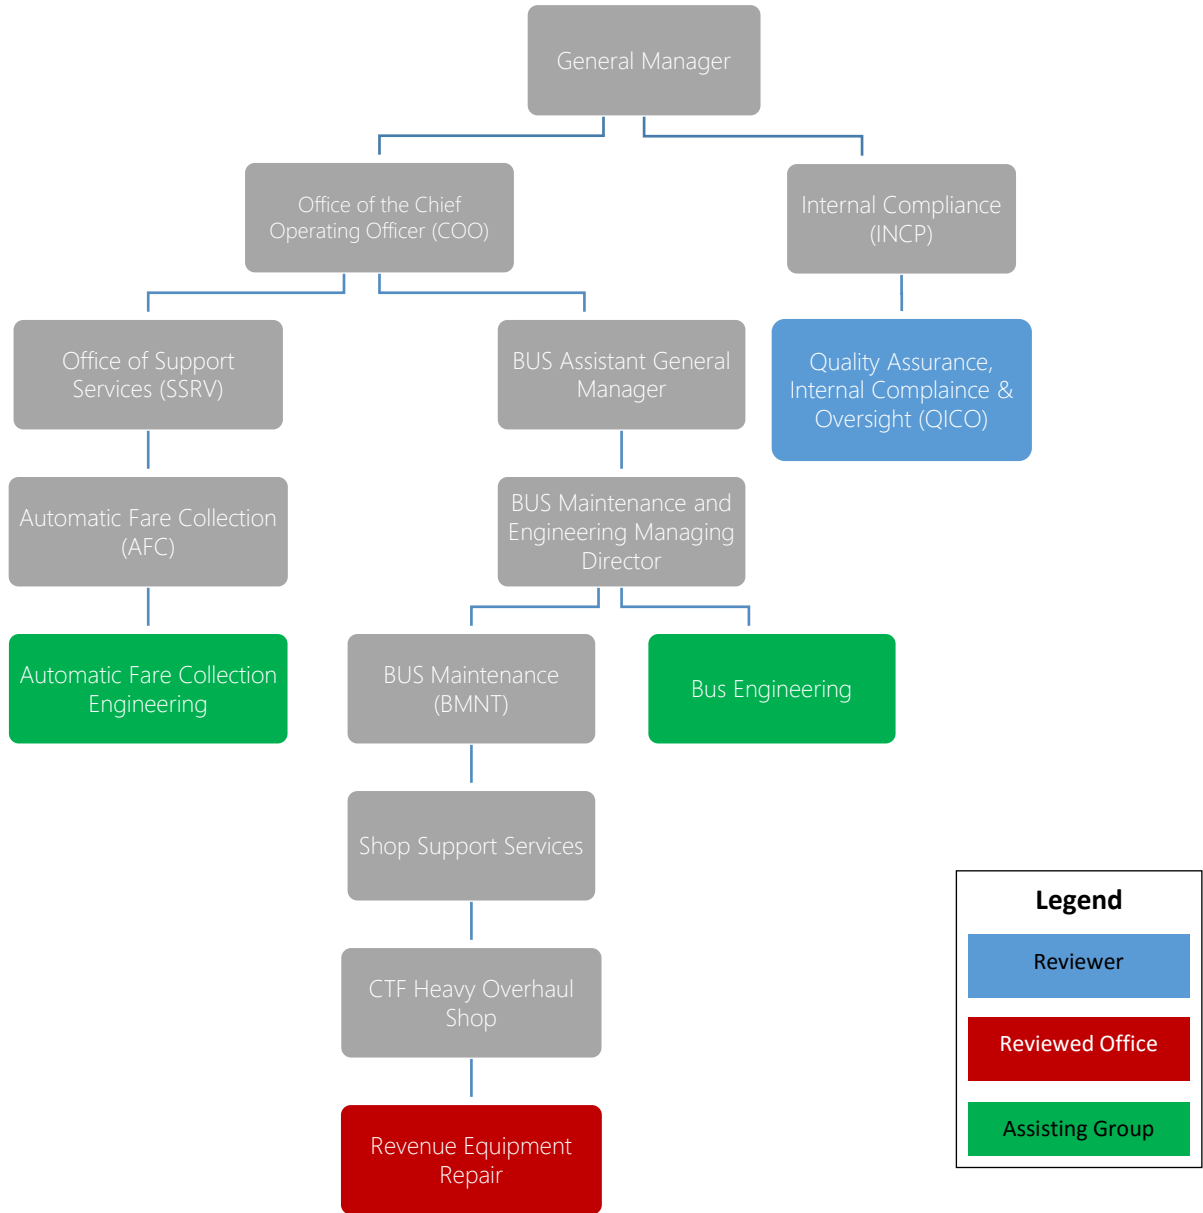 General Manager
Office of the Chief
Operating Officer (COO)
Internal Compliance
(INCP)
Office of Support
Services (SSRV)
BUS Assistant General
Manager
Quality Assurance,
Internal Complaince &
Oversight (QICO)
Automatic Fare Collection
(AFC)
BUS Maintenance and
Engineering Managing
Director
Automatic Fare Collection
Engineering
BUS Maintenance
(BMNT)
Bus Engineering
Shop Support Services
CTF Heavy Overhaul
Shop
Revenue Equipment
Repair
Legend
Reviewer
Reviewed Office
Assisting Group